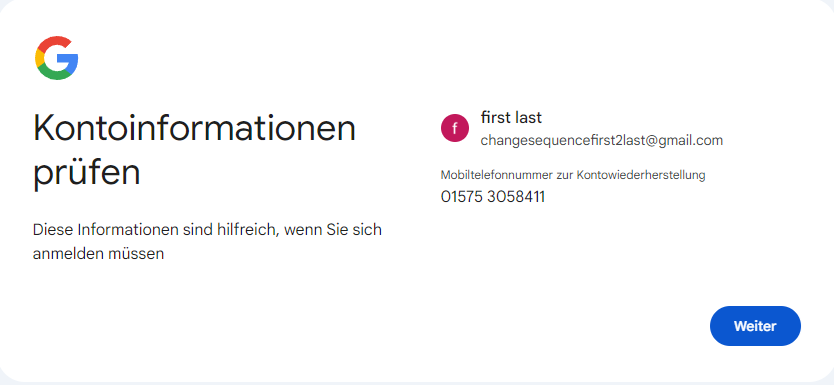 Kontoinformationen
prüfen
Diese Informationen sind hilfreich, wenn Sie sich
anmelden müssen
f
first last
changesequencefirst2last@gmail.com
Mobiltelefonnummer zur Kontowiederherstellung
01575 3058411
Weiter